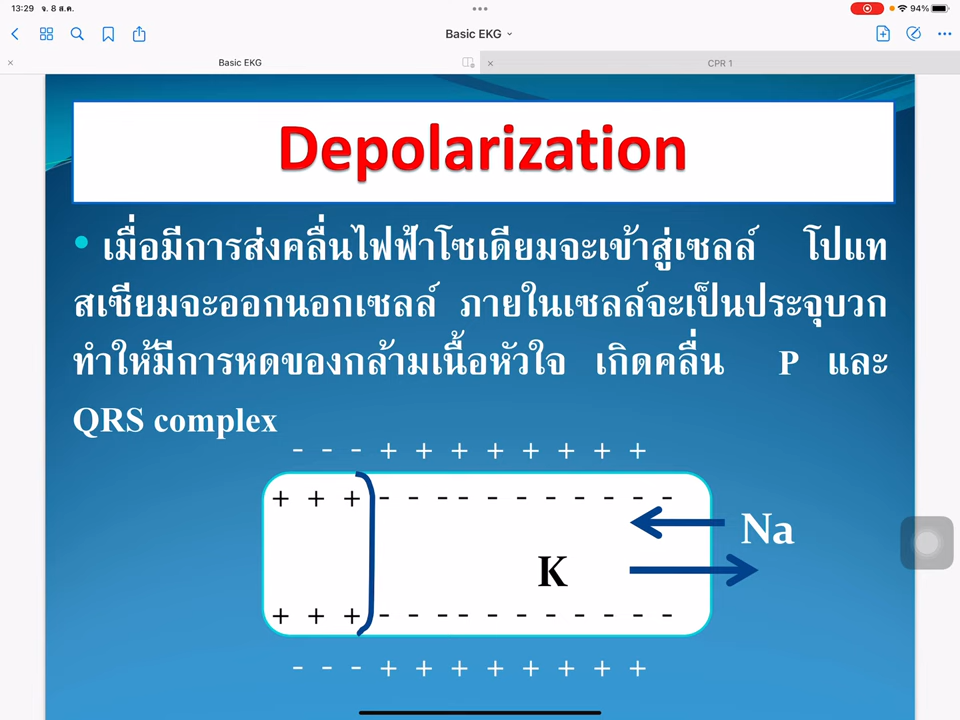 13:29 จ. 8 ส.ค.
94%
Basic EKG
Basic EKG
CPR 1
Depolarization
• เมื่อมีการส่งคลื่นไฟฟ้าโซเดียมจะเข้าสู่เซลล์ โปแท
สเซียมจะออกนอกเซลล์ ภายในเซลล์จะเป็นประจุบวก
ทำให้มีการหดของกล้ามเนื้อหัวใจ เกิดคลื่น P และ
QRS complex
- - - + + + + + + + +
+ + + - - - - - - - - - - -
Na
K
+ + + - - - - - - - - - - -
- - - + + + + + + + +